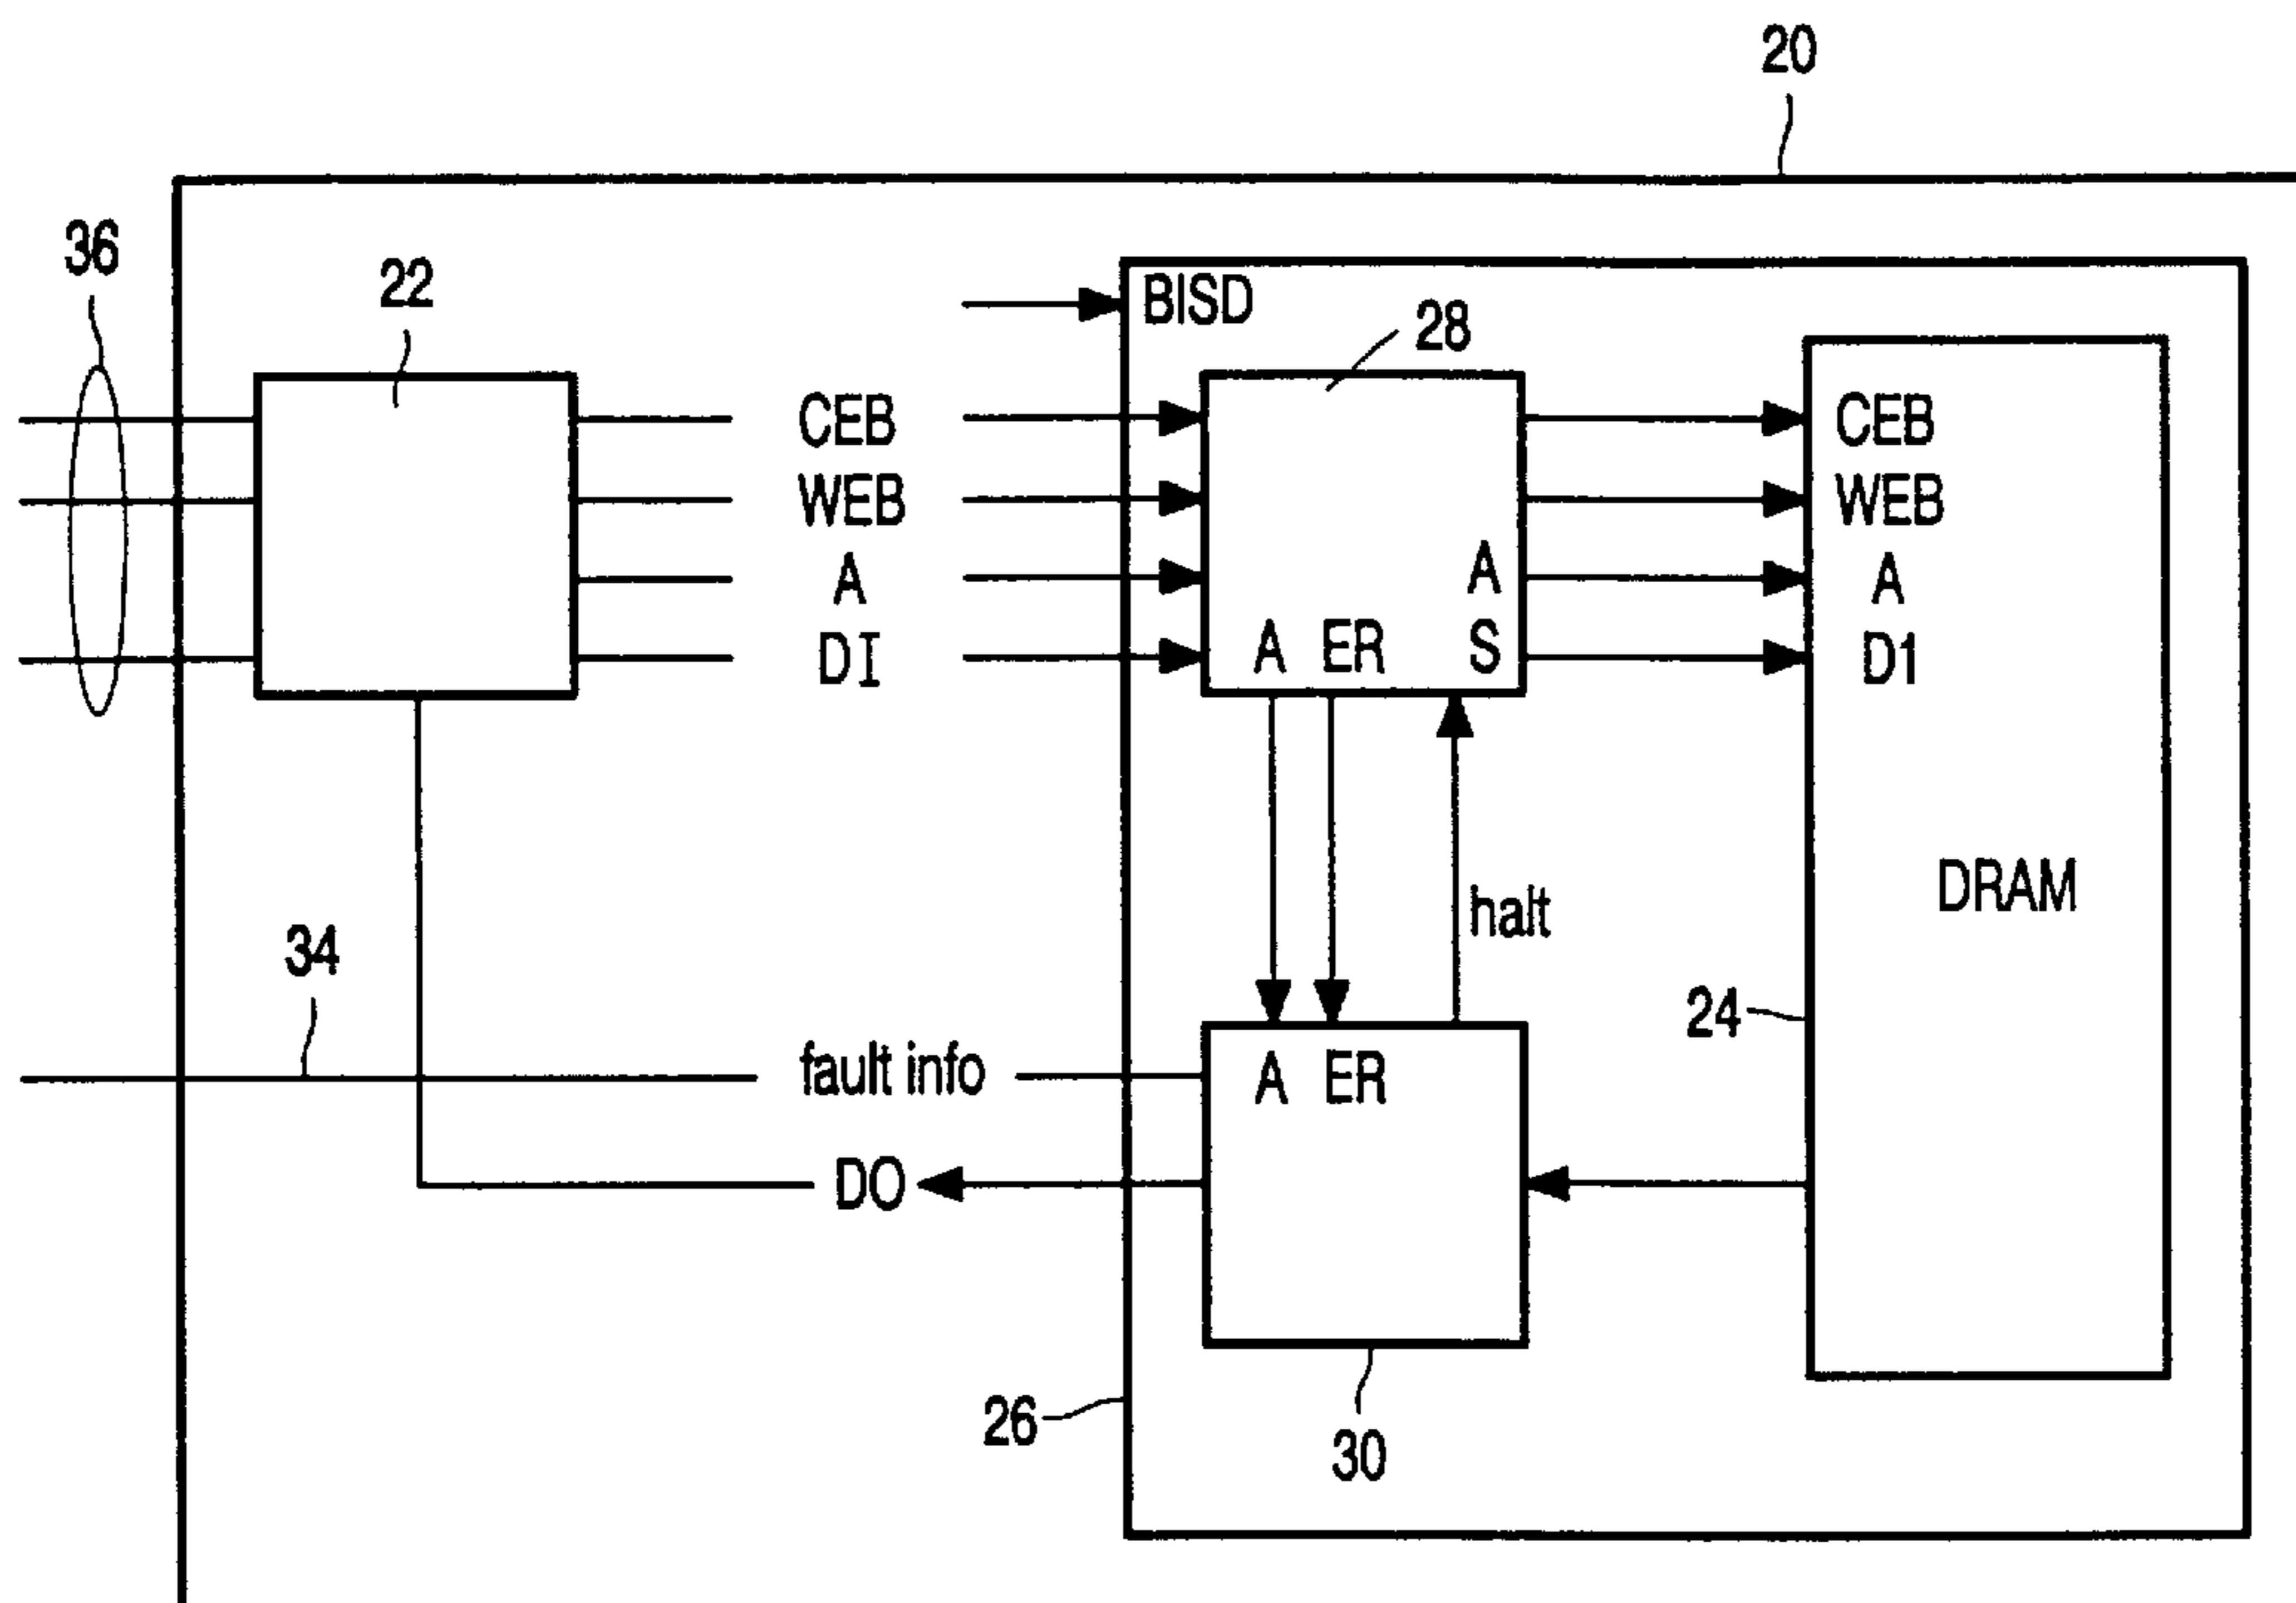 20
36
22
BISD
28
CEB
CEB
WEB
WEB
A
A
A
DI
A ER
S
D1
halt
DRAM
34
24
fault info
A ER
DO
26
30